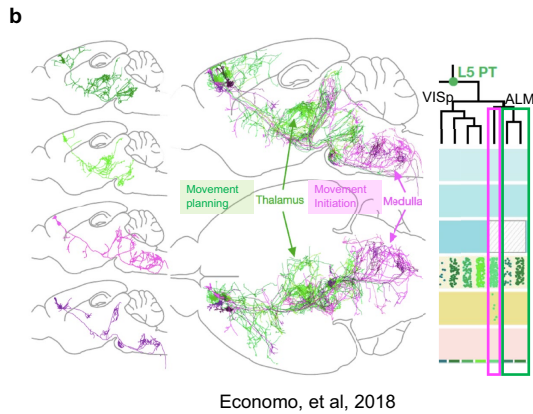 b
L5 PT
VISp
ALM
Movement
planning
Thalamus
Movement
Initiation
Medulla
Economo, et al, 2018